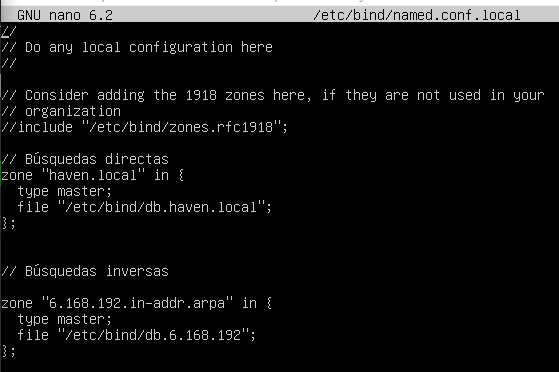 GNU nano 6.2 /etc/bind/named.conf.local
//
// Do any local configuration here
//
// Consider adding the 1918 zones here, if they are not used in your
// organization
//include "/etc/bind/zones.rfc1918";
// Búsquedas directas
zone "haven.local" in {
  type master;
  file "/etc/bind/db.haven.local";
};
// Búsquedas inversas
zone "6.168.192.in-addr.arpa" in {
  type master;
  file "/etc/bind/db.6.168.192";
};